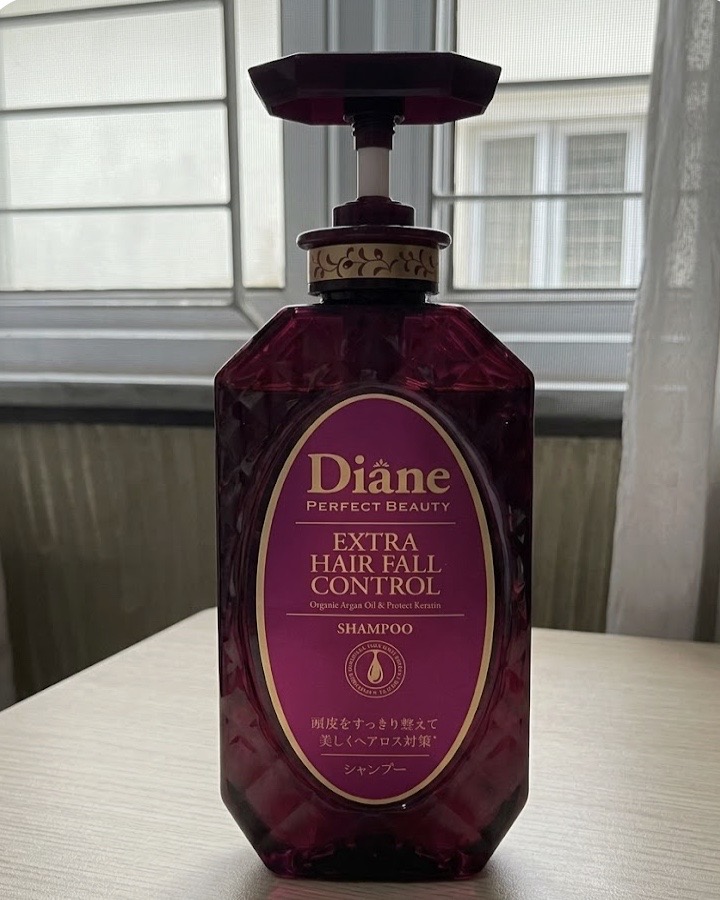 Diane
PERFECT BEAUTY
EXTRA
HAIR FALL
CONTROL
Organic Argan Oil & Protect Keratin
SHAMPOO
頭皮をすっきり整えて
美しくヘアロス対策*
シャンプー